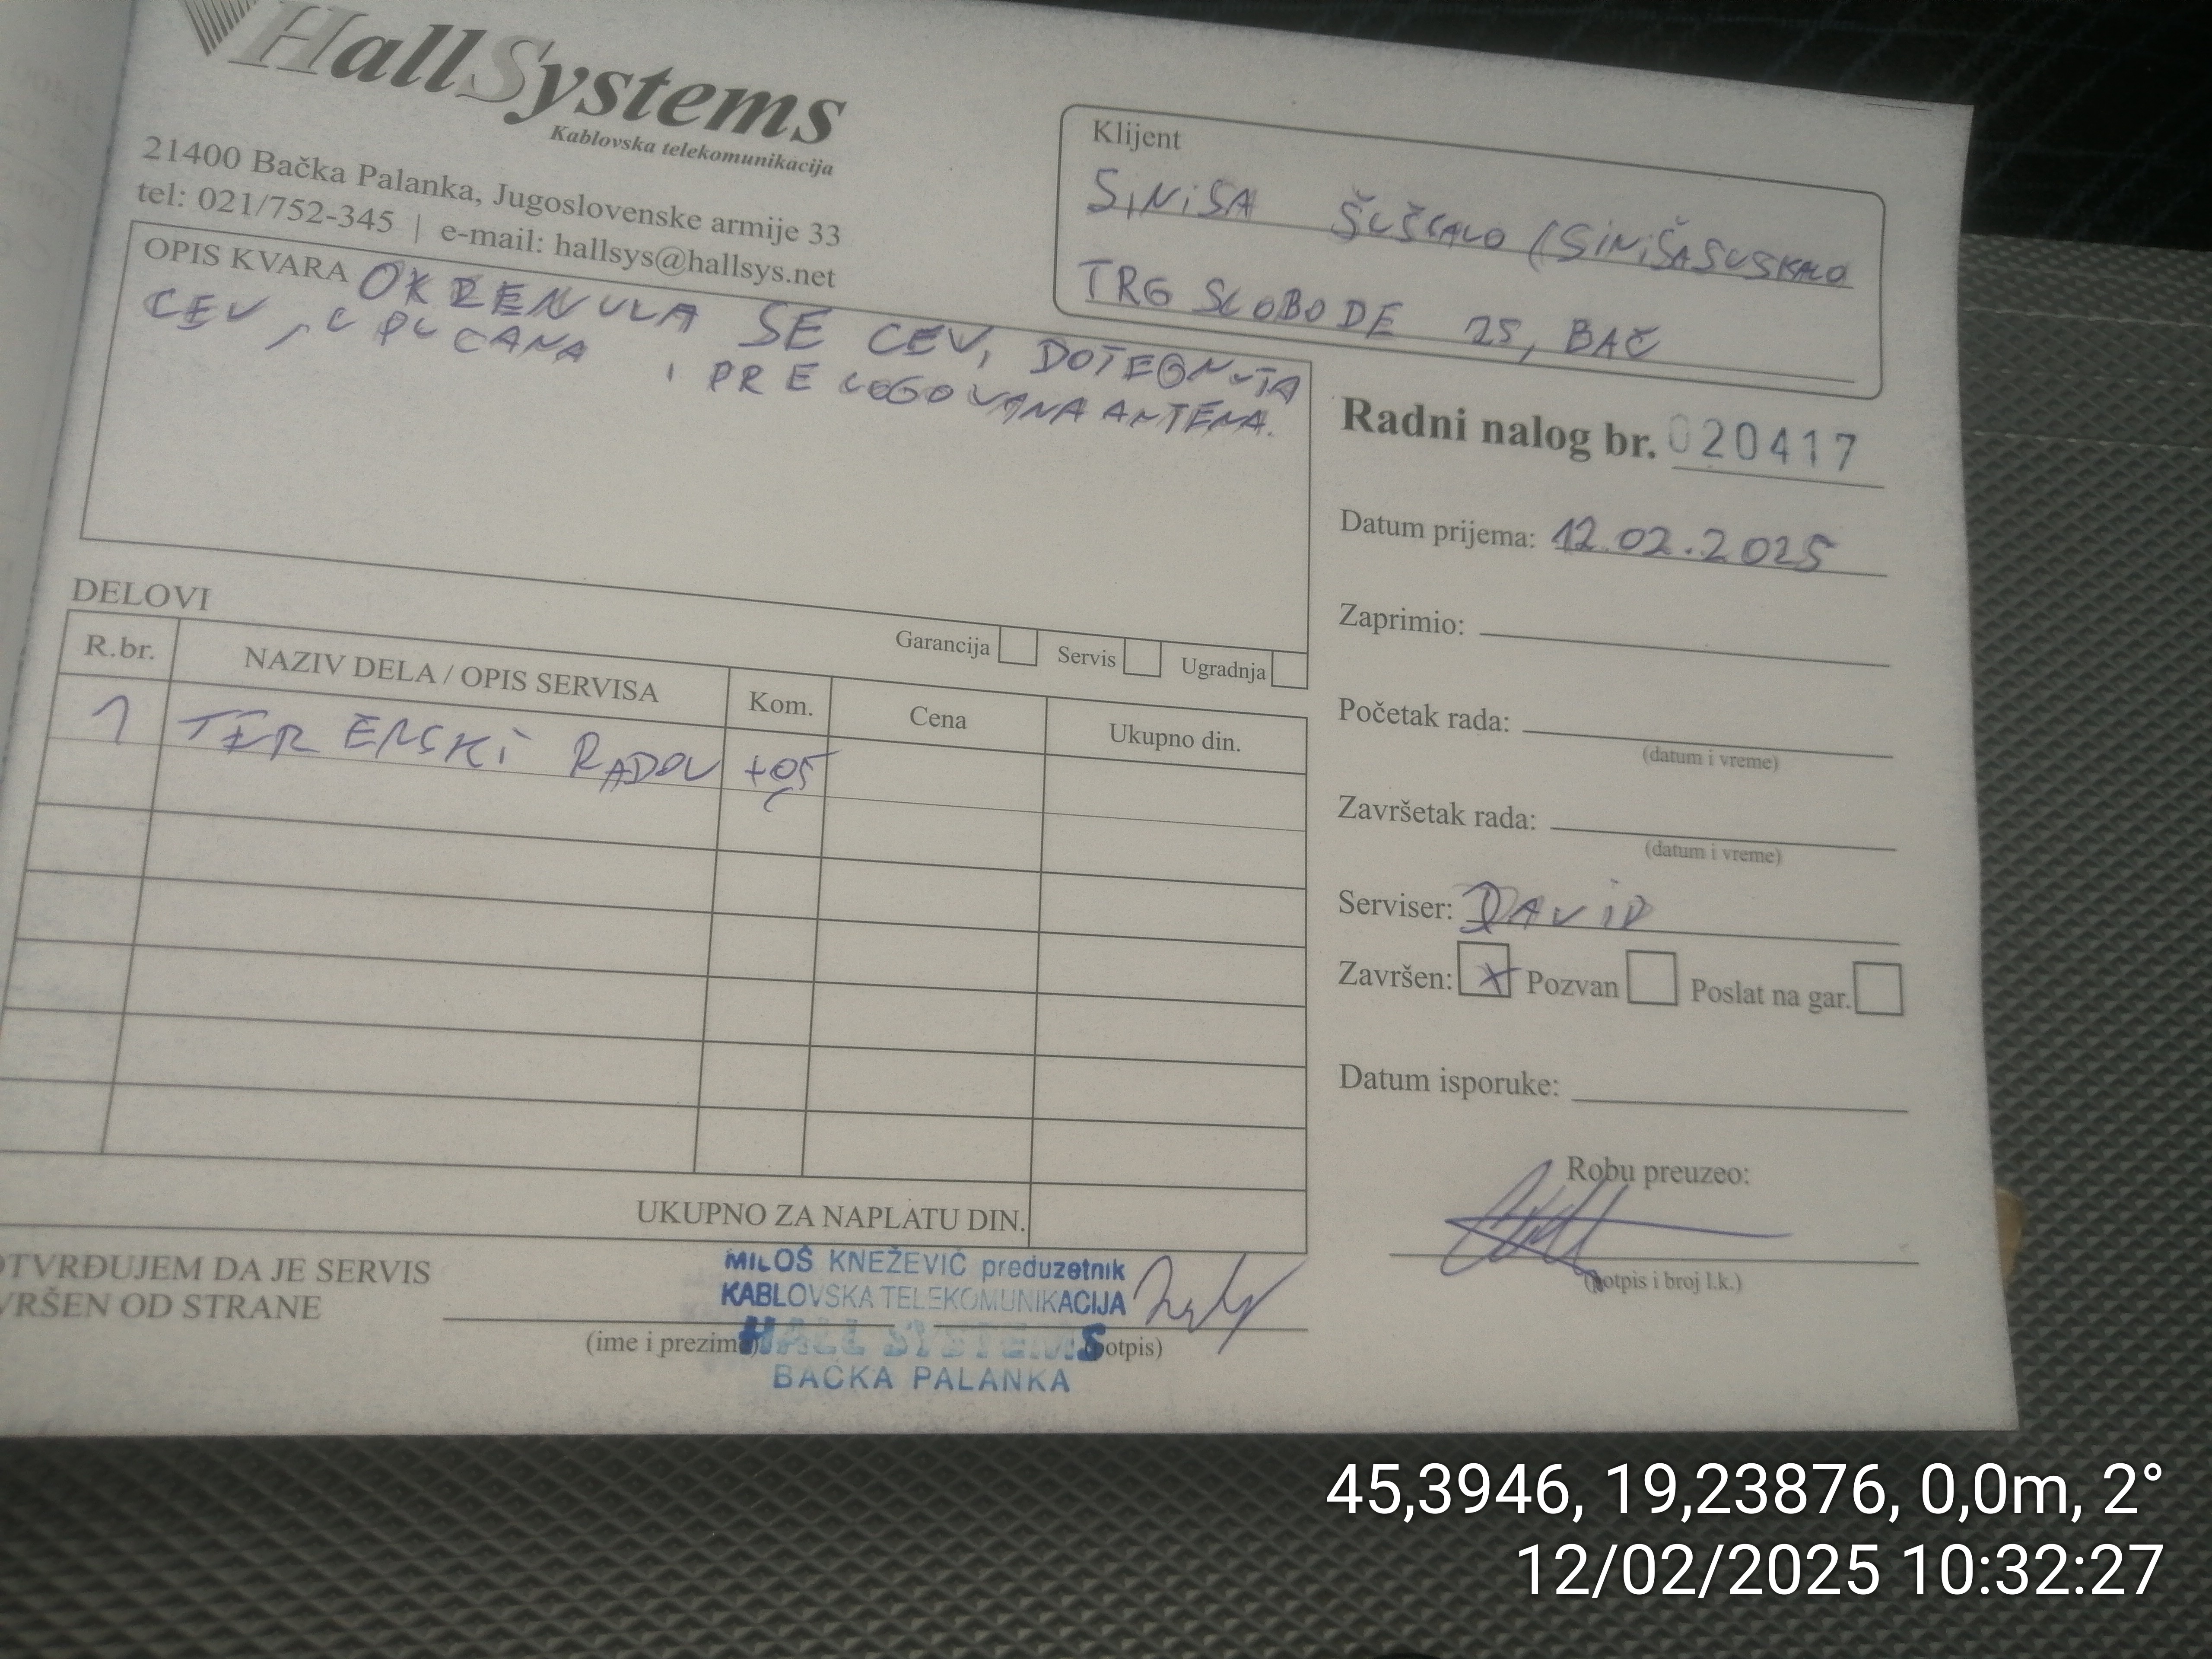 HallSystems
Kablovska telekomunikacija
21400 Bačka Palanka, Jugoslovenske armije 33
tel: 021/752-345 | e-mail: hallsys@hallsys.net
Klijent
SINISA ŠUŠKALO (SINIŠASUSKALO
TRG SLOBODE 25, BAČ
OPIS KVARA OKRENULA SE CEV, DOTEGNUTA
CEV, UPUCANA I PRELOGOVANA ANTENA.
Garancija Servis Ugradnja
Radni nalog br. 020417
Datum prijema: 12.02.2025
Zaprimio:
Početak rada:
(datum i vreme)
Završetak rada:
(datum i vreme)
Serviser: DAVID
Završen: X Pozvan Poslat na gar.
Datum isporuke:
Robu preuzeo:
(potpis i broj l.k.)
DELOVI
R.br. NAZIV DELA / OPIS SERVISA Kom. Cena Ukupno din.
1 TERENSKI RADOV
UKUPNO ZA NAPLATU DIN.
OTVRĐUJEM DA JE SERVIS
VRŠEN OD STRANE
(ime i prezime) (potpis)
MILOŠ KNEŽEVIĆ preduzetnik
KABLOVSKA TELEKOMUNIKACIJA
HALL SYSTEMS
BAČKA PALANKA
45,3946, 19,23876, 0,0m, 2°
12/02/2025 10:32:27